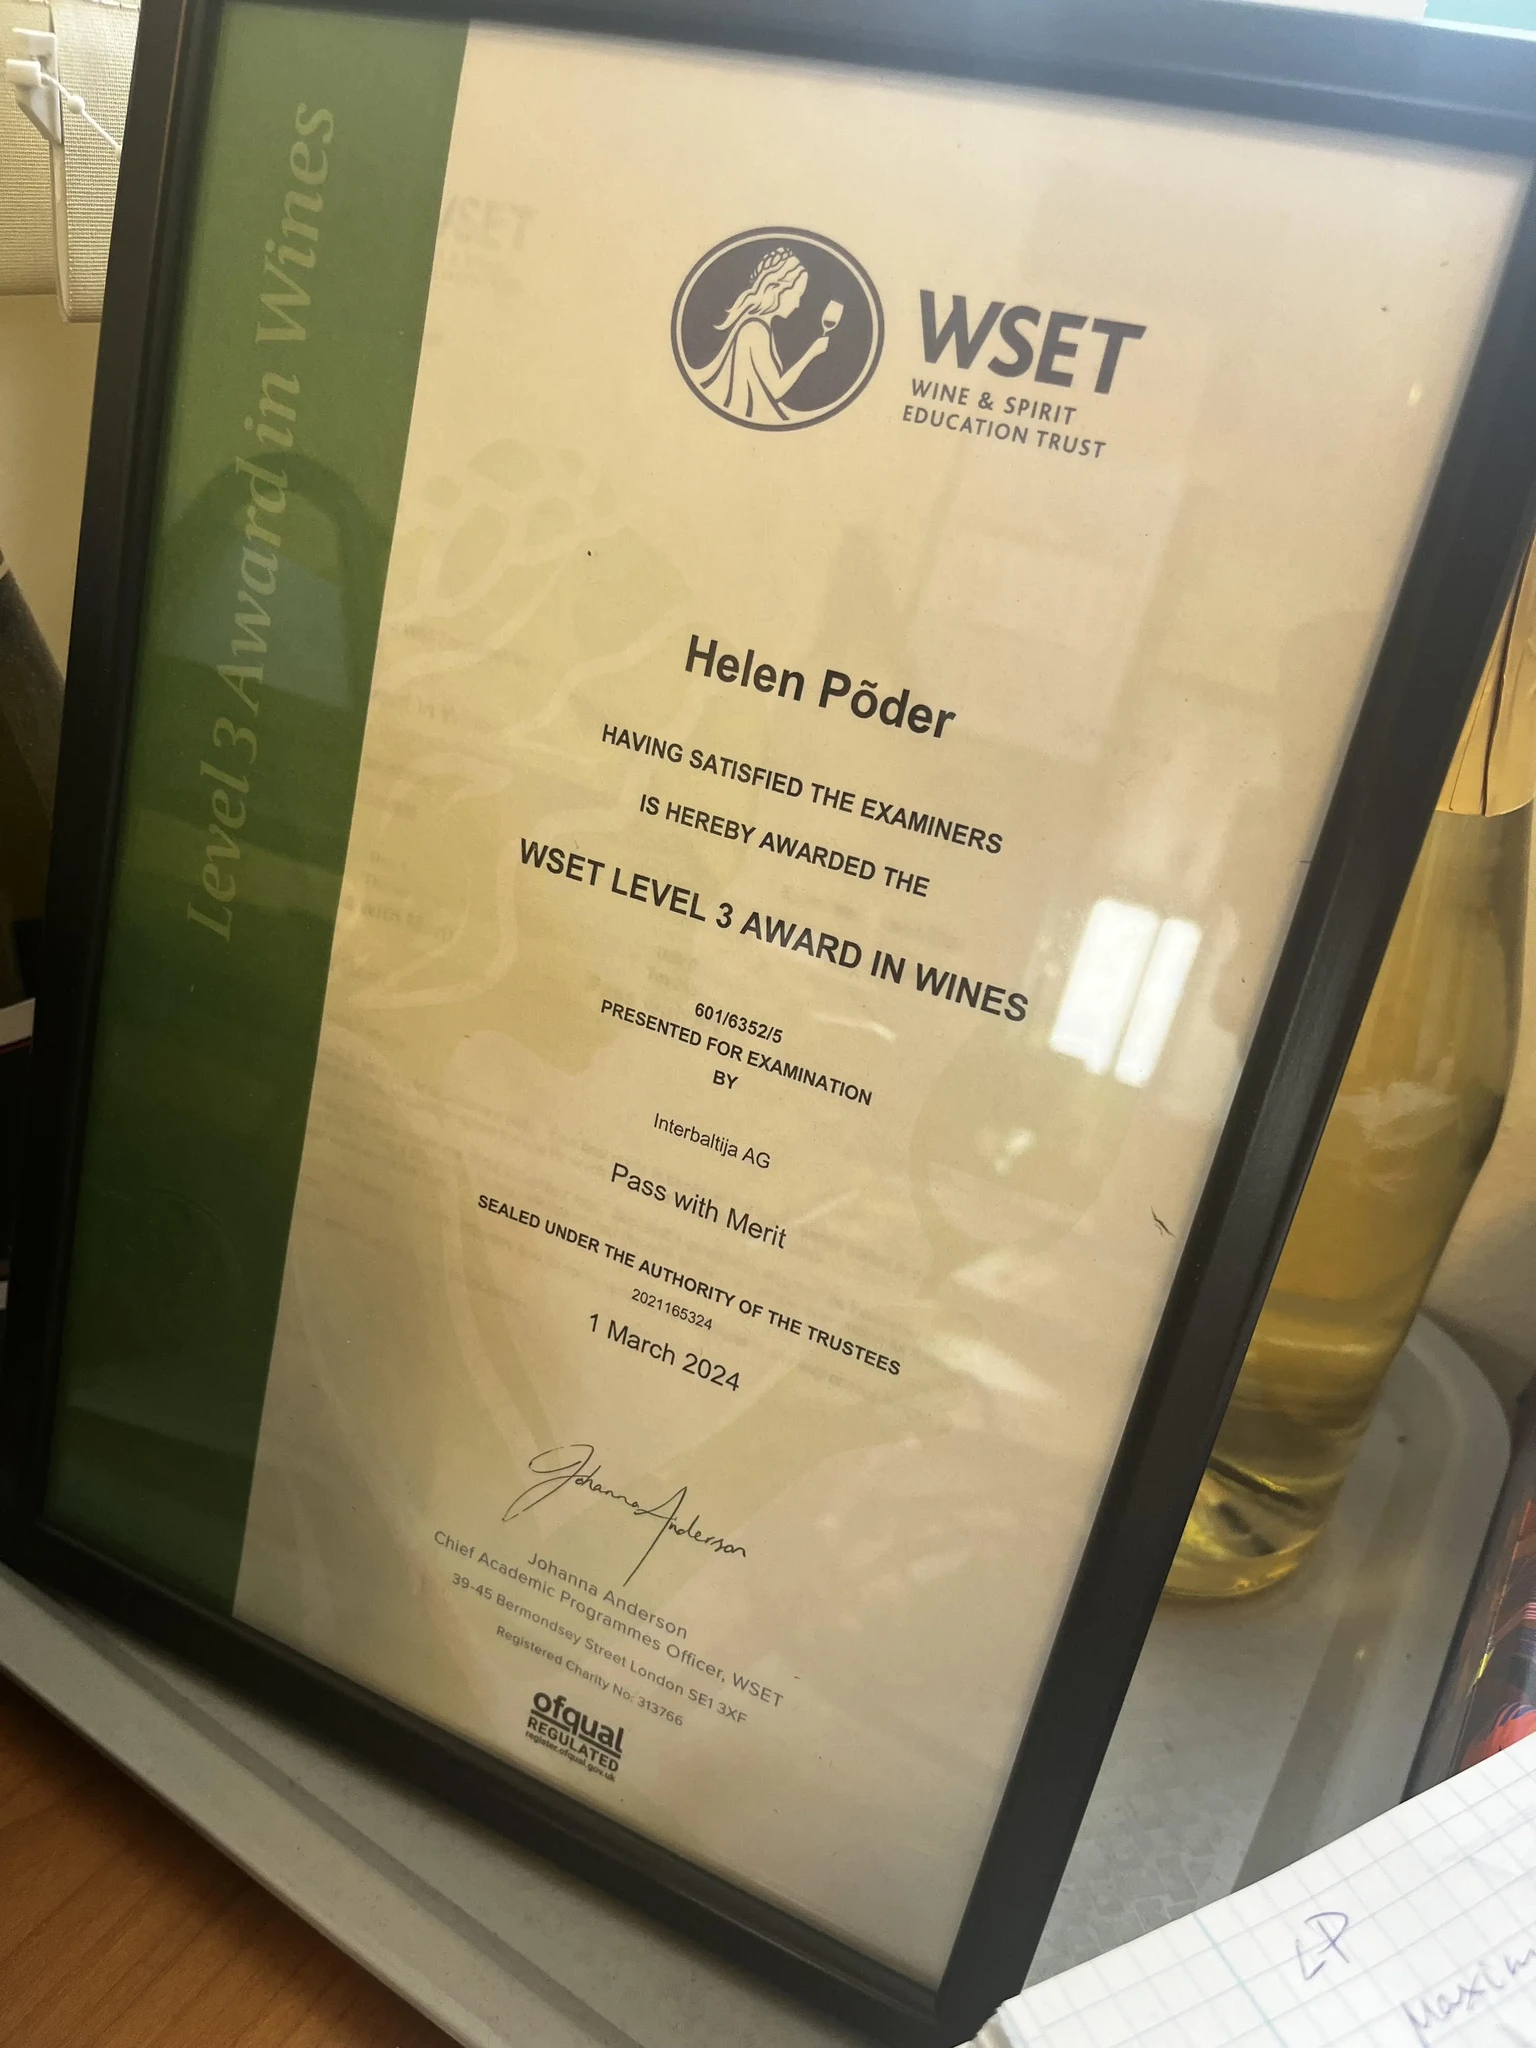 Level 3 Award in Wines
WSET
WINE & SPIRIT
EDUCATION TRUST
Helen Põder
HAVING SATISFIED THE EXAMINERS
IS HEREBY AWARDED THE
WSET LEVEL 3 AWARD IN WINES
601/6352/5
PRESENTED FOR EXAMINATION
BY
Interbaltija AG
Pass with Merit
SEALED UNDER THE AUTHORITY OF THE TRUSTEES
2021165324
1 March 2024
Johanna Anderson
Johanna Anderson
Chief Academic Programmes Officer, WSET
39-45 Bermondsey Street London SE1 3XF
Registered Charity No: 313766
ofqual
REGULATED
register.ofqual.gov.uk